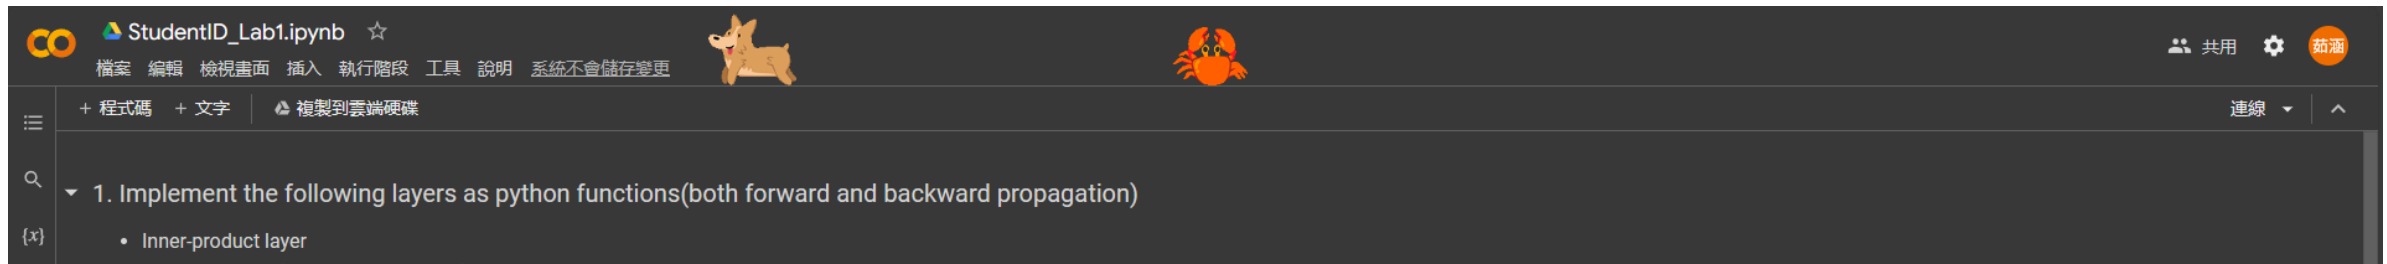 StudentID_Lab1.ipynb
檔案 編輯 檢視畫面 插入 執行階段 工具 說明 系統不會儲存變更
共用
茹涵
+ 程式碼 + 文字 複製到雲端硬碟
連線
1. Implement the following layers as python functions(both forward and backward propagation)
{x}
• Inner-product layer